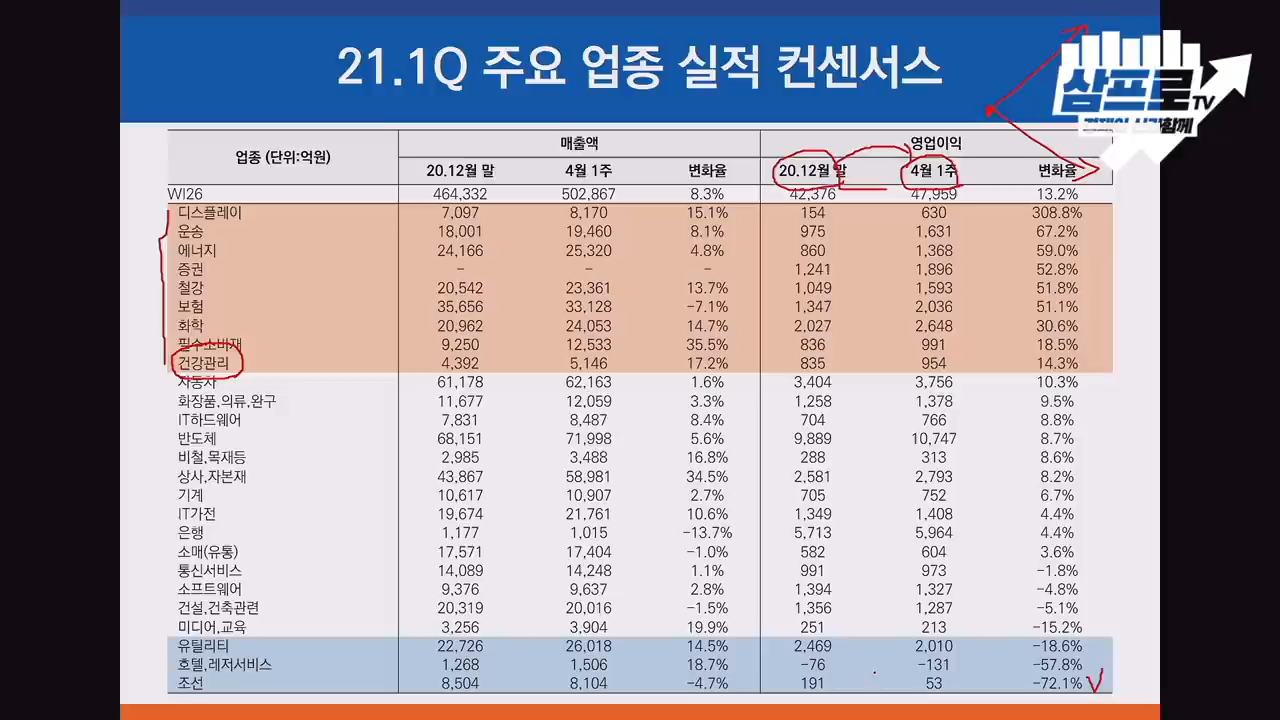 21.1Q 주요 업종 실적 컨센서스
삼프로TV
업종 (단위:억원) 매출액 영업이익
20.12월 말 4월 1주 변화율 20.12월 말 4월 1주 변화율
WI26 464,332 502,867 8.3% 42,376 47,959 13.2%
디스플레이 7,097 8,170 15.1% 154 630 308.8%
운송 18,001 19,460 8.1% 975 1,631 67.2%
에너지 24,166 25,320 4.8% 860 1,368 59.0%
증권 - - - 1,241 1,896 52.8%
철강 20,542 23,361 13.7% 1,049 1,593 51.8%
보험 35,656 33,128 -7.1% 1,347 2,036 51.1%
화학 20,962 24,053 14.7% 2,027 2,648 30.6%
필수소비재 9,250 12,533 35.5% 836 991 18.5%
건강관리 4,392 5,146 17.2% 835 954 14.3%
자동차 61,178 62,163 1.6% 3,404 3,756 10.3%
화장품,의류,완구 11,677 12,059 3.3% 1,258 1,378 9.5%
IT하드웨어 7,831 8,487 8.4% 704 766 8.8%
반도체 68,151 71,998 5.6% 9,889 10,747 8.7%
비철,목재등 2,985 3,488 16.8% 288 313 8.6%
상사,자본재 43,867 58,981 34.5% 2,581 2,793 8.2%
기계 10,617 10,907 2.7% 705 752 6.7%
IT가전 19,674 21,761 10.6% 1,349 1,408 4.4%
은행 1,177 1,015 -13.7% 5,713 5,964 4.4%
소매(유통) 17,571 17,404 -1.0% 582 604 3.6%
통신서비스 14,089 14,248 1.1% 991 973 -1.8%
소프트웨어 9,376 9,637 2.8% 1,394 1,327 -4.8%
건설,건축관련 20,319 20,016 -1.5% 1,356 1,287 -5.1%
미디어,교육 3,256 3,904 19.9% 251 213 -15.2%
유틸리티 22,726 26,018 14.5% 2,469 2,010 -18.6%
호텔,레저서비스 1,268 1,506 18.7% -76 -131 -57.8%
조선 8,504 8,104 -4.7% 191 53 -72.1%